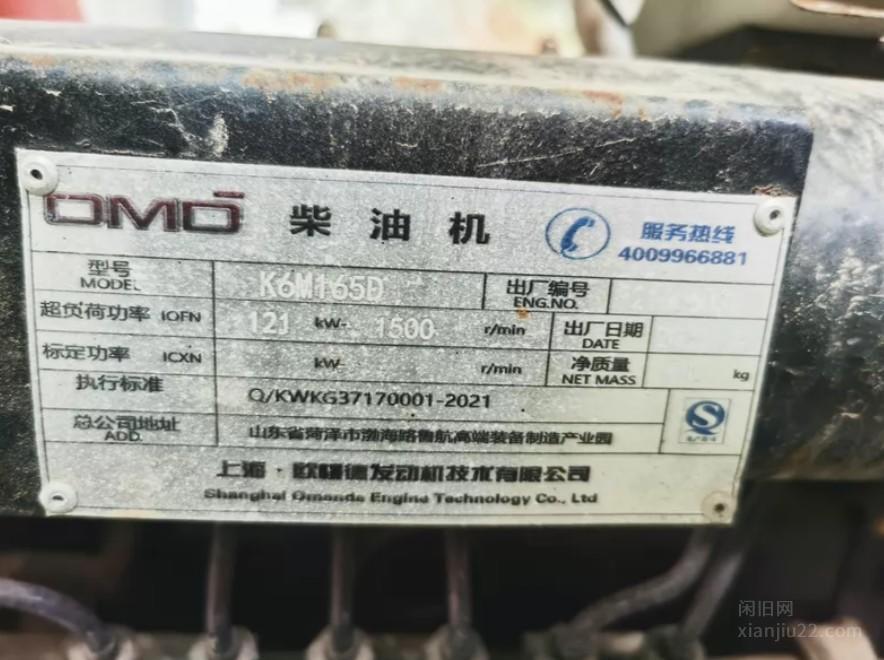 OMD 柴油机 服务热线
4009966881
型号 MODEL K6M165D 出厂编号 ENG.NO.
超负荷功率 IOFN 121 kW- 1500 r/min 出厂日期 DATE
标定功率 ICXN kW- r/min 净质量 NET MASS kg
执行标准 Q/KWKG37170001-2021
总公司地址 ADD. 山东省菏泽市渤海路鲁航高端装备制造产业园
上海·欧曼德发动机技术有限公司
Shanghai Omande Engine Technology Co., Ltd
闲旧网
xianjiu22.com